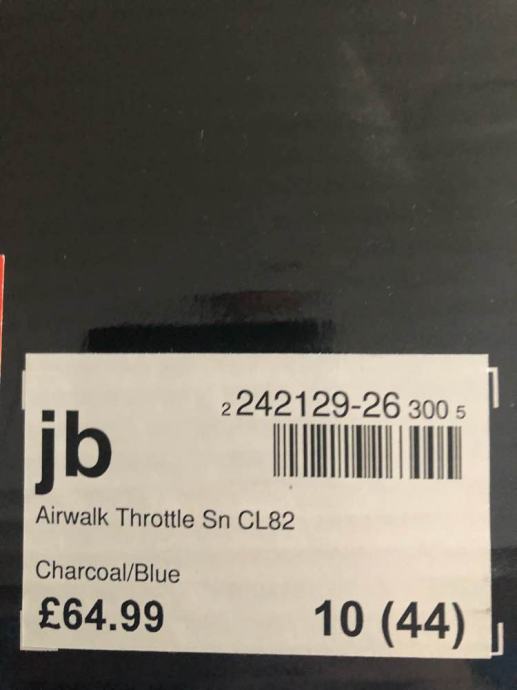 2 242129-26 300 5
jb
Airwalk Throttle Sn CL82
Charcoal/Blue
£64.99 10 (44)